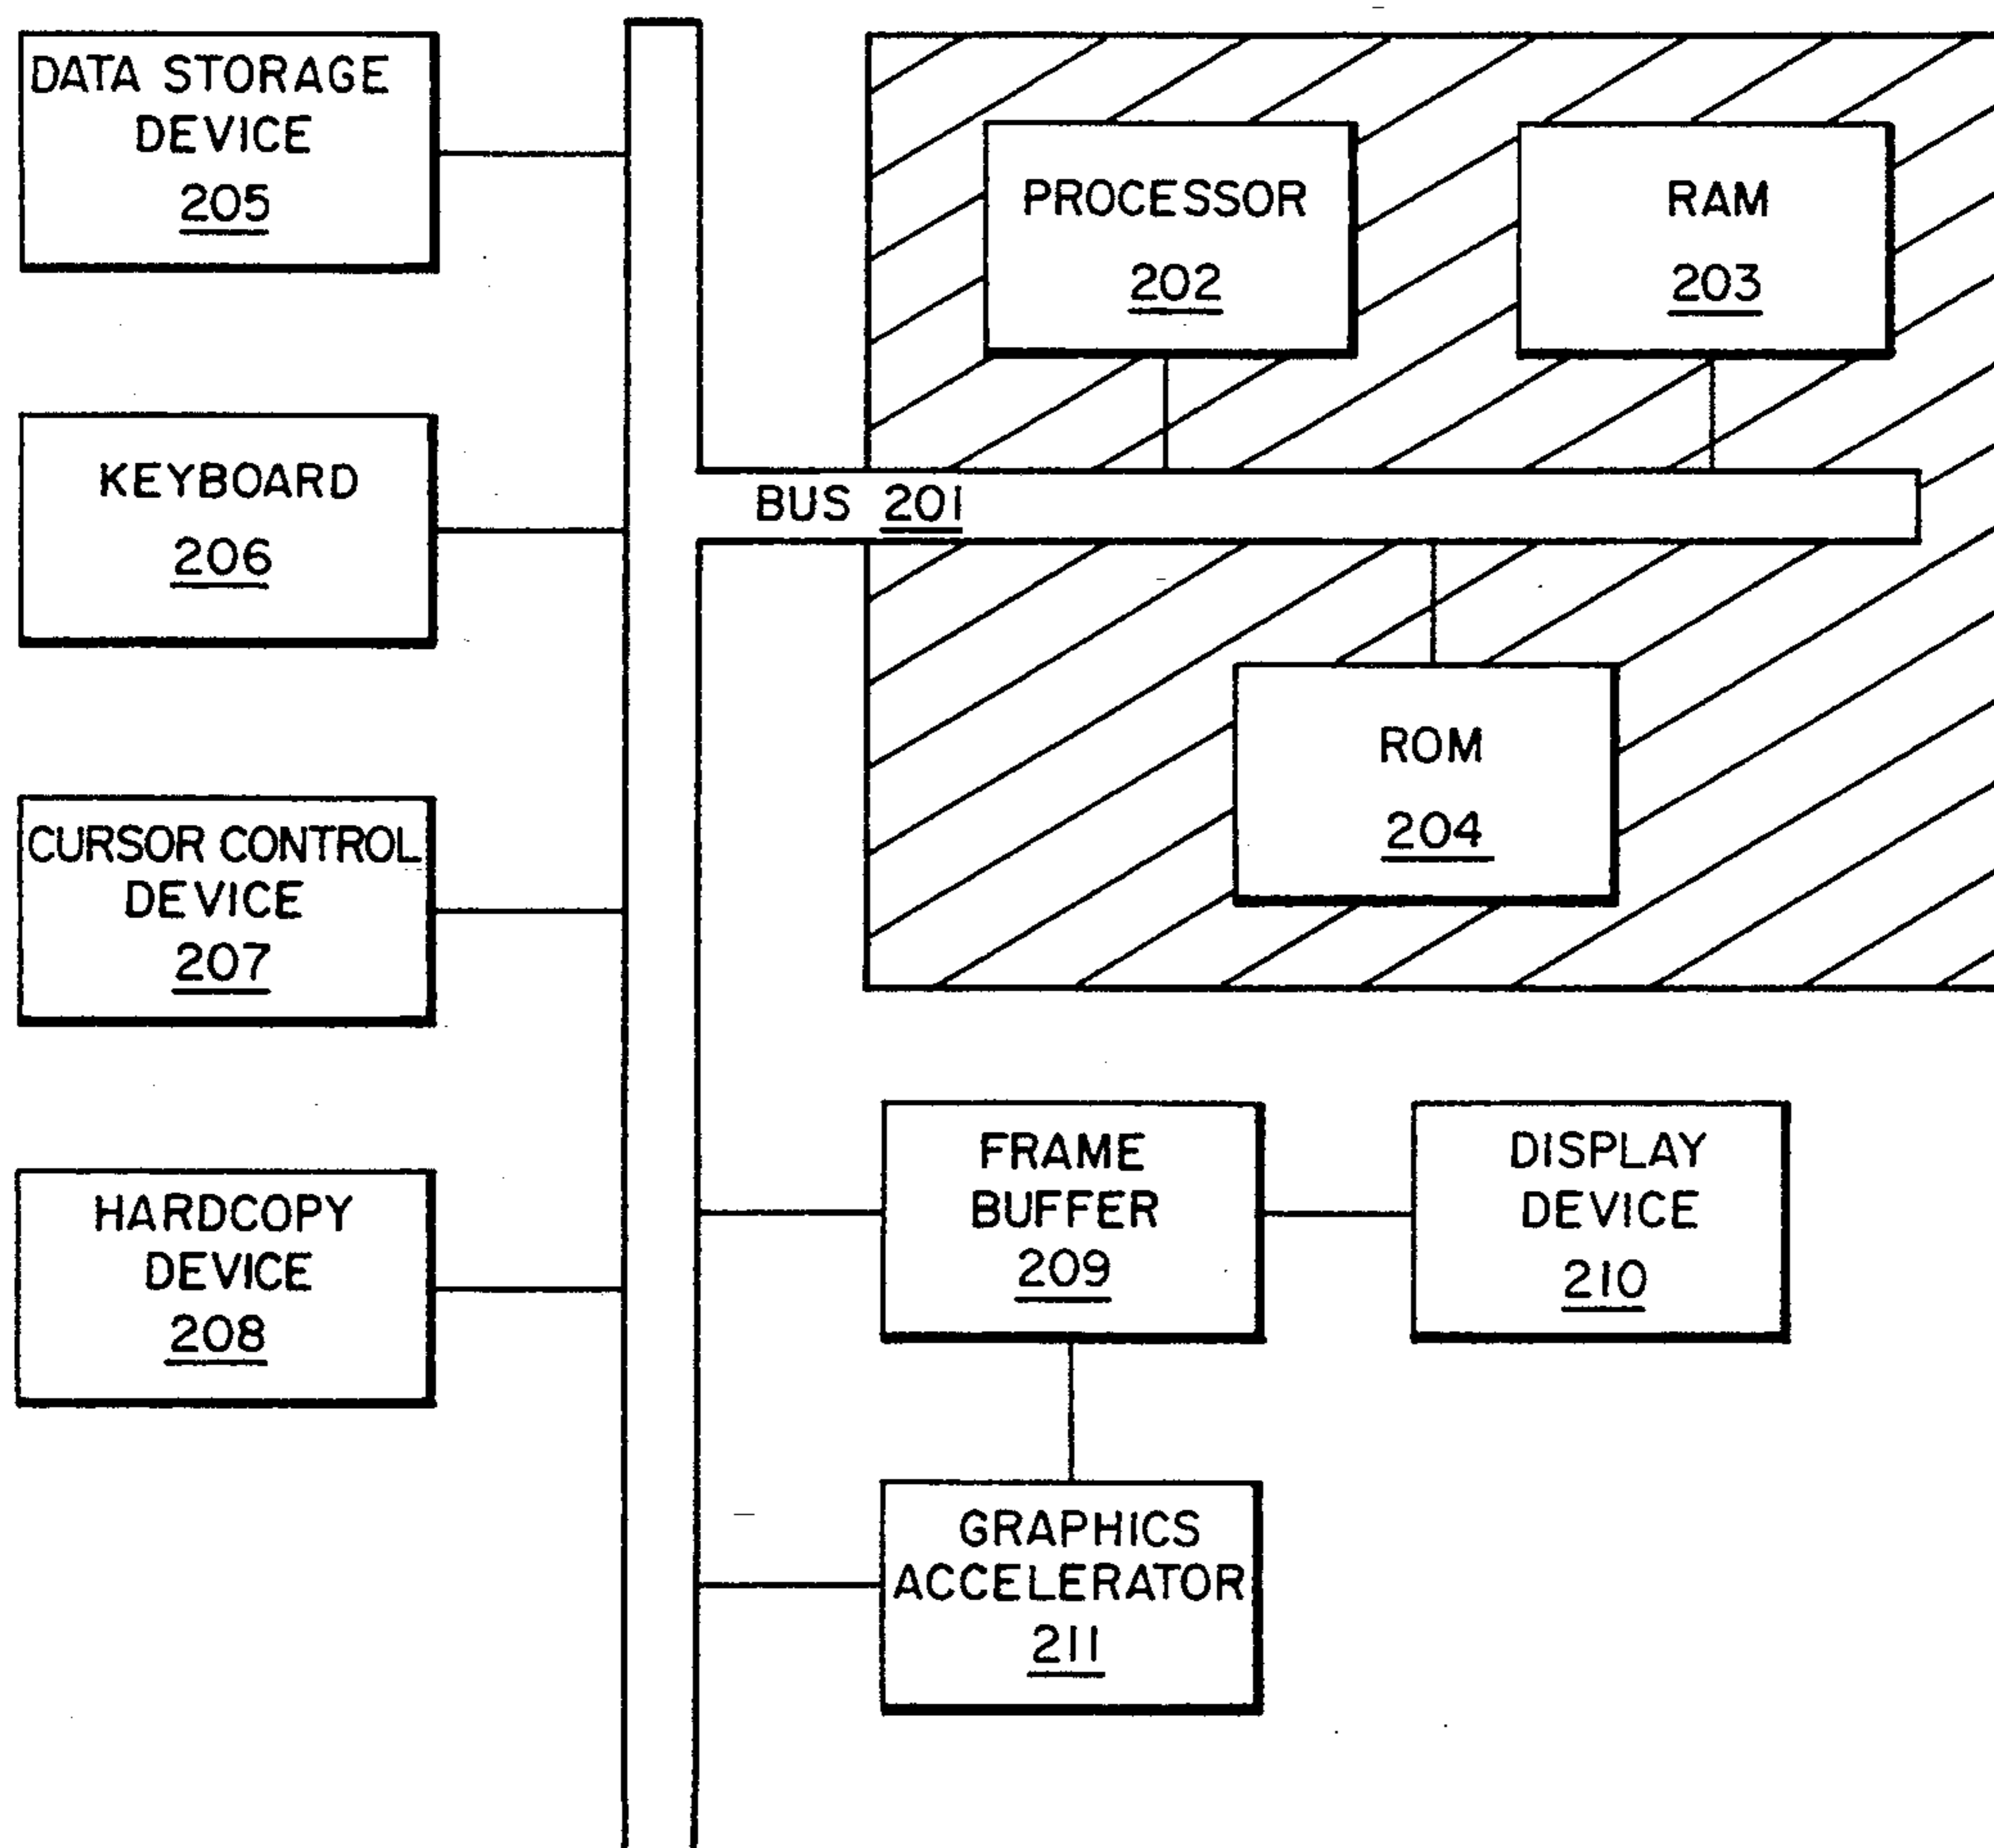 DATA STORAGE
DEVICE
205
KEYBOARD
206
CURSOR CONTROL
DEVICE
207
HARDCOPY
DEVICE
208
PROCESSOR
202
RAM
203
BUS 201
ROM
204
FRAME
BUFFER
209
DISPLAY
DEVICE
210
GRAPHICS
ACCELERATOR
211